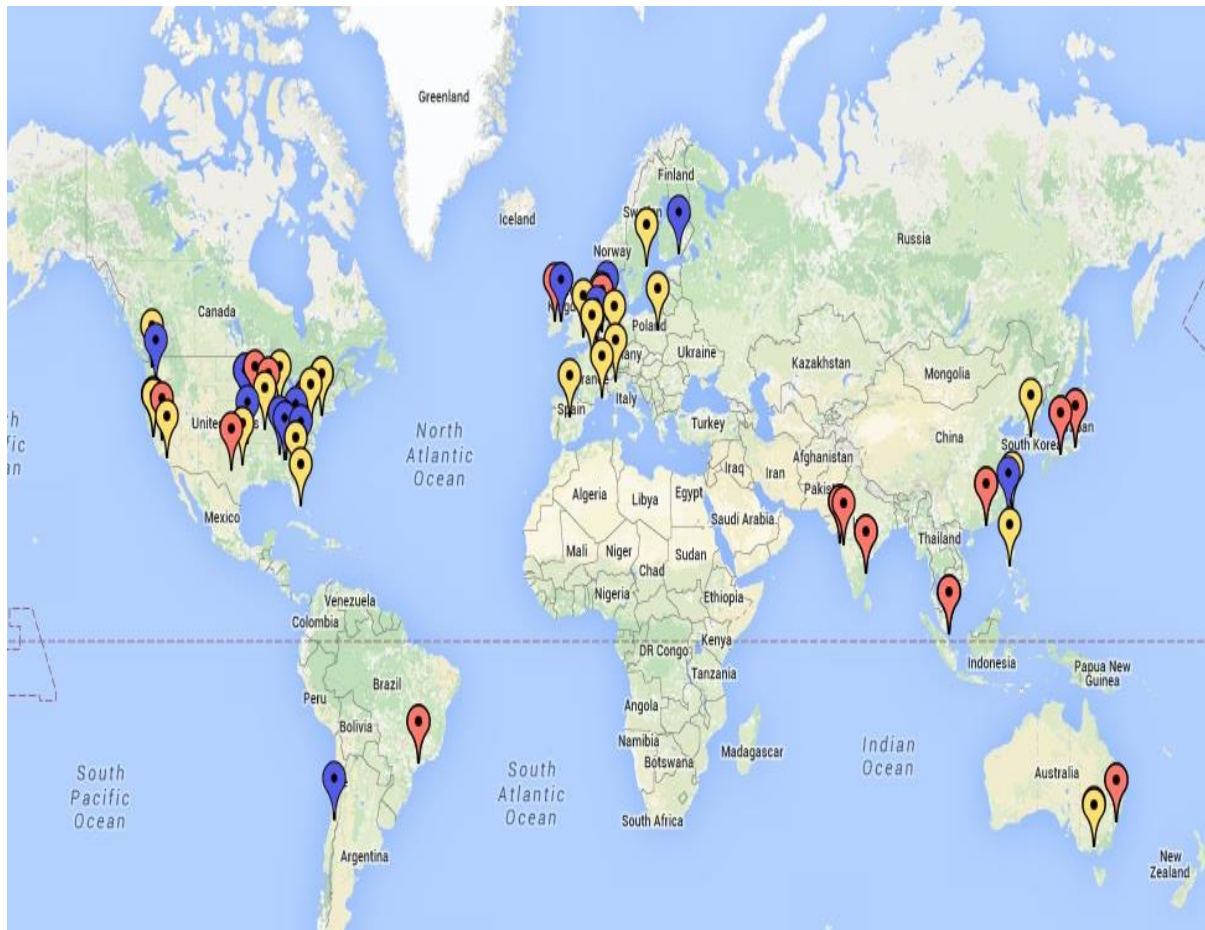 Greenland
Finland
Iceland
Norway
Russia
Canada
Poland
Ukraine
Kazakhstan
Mongolia
Italy
Spain
Turkey
China
South Korea
North
Atlantic
Ocean
Afghanistan
Iraq
Iran
Algeria
Libya
Egypt
Saudi Arabia
Mexico
Thailand
Mali
Niger
Sudan
Chad
Nigeria
Ethiopia
Venezuela
Colombia
Kenya
DR Congo
Indonesia
Papua New
Guinea
Tanzania
Brazil
Peru
Angola
Bolivia
Namibia
Botswana
Madagascar
Indian
Ocean
South
Pacific
Ocean
South
Atlantic
Ocean
Australia
South Africa
Argentina
New
Zealand